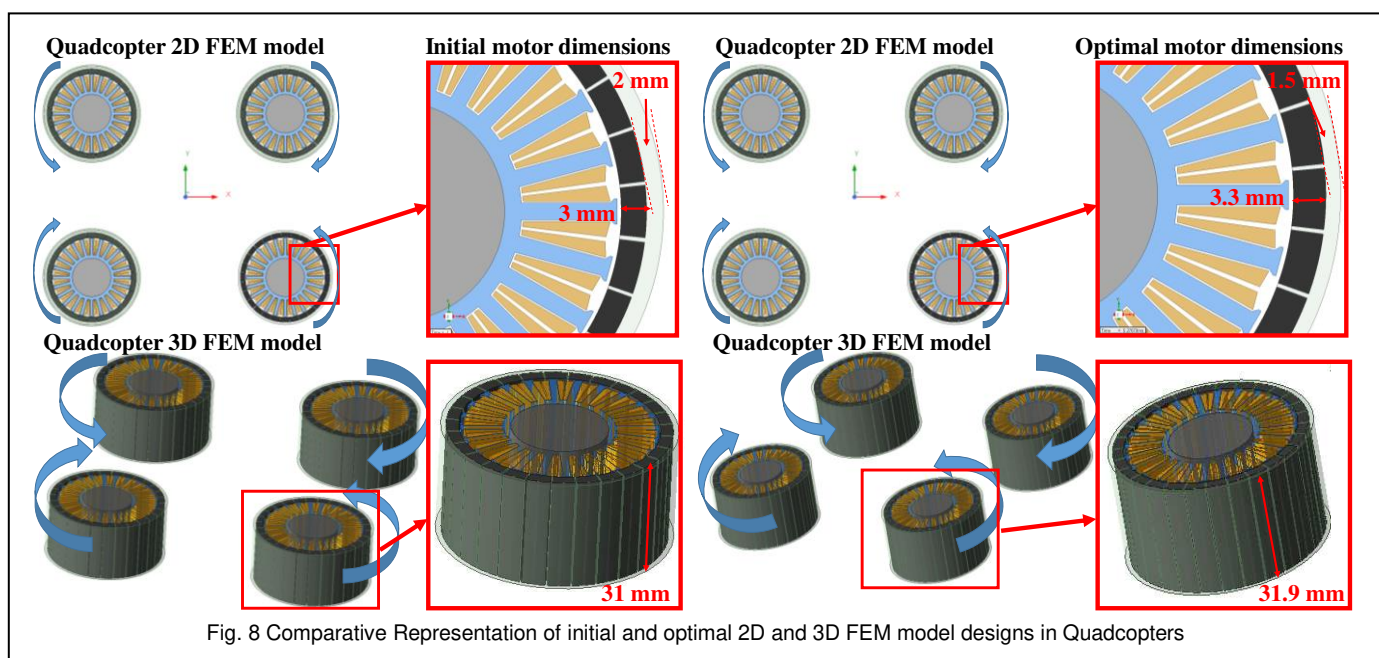 Quadcopter 2D FEM model
Initial motor dimensions
2 mm
3 mm
Quadcopter 3D FEM model
31 mm
Quadcopter 2D FEM model
Optimal motor dimensions
1.5 mm
3.3 mm
Quadcopter 3D FEM model
31.9 mm
Fig. 8 Comparative Representation of initial and optimal 2D and 3D FEM model designs in Quadcopters